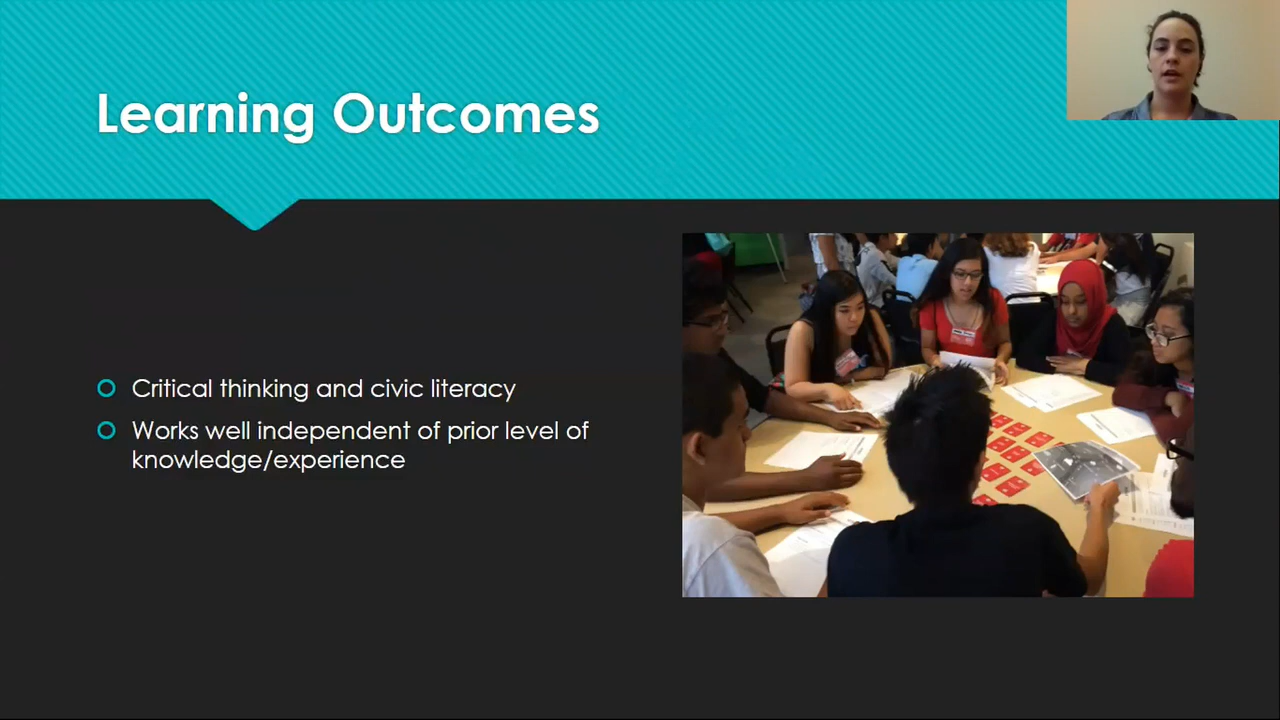 Learning Outcomes
Critical thinking and civic literacy
Works well independent of prior level of
knowledge/experience